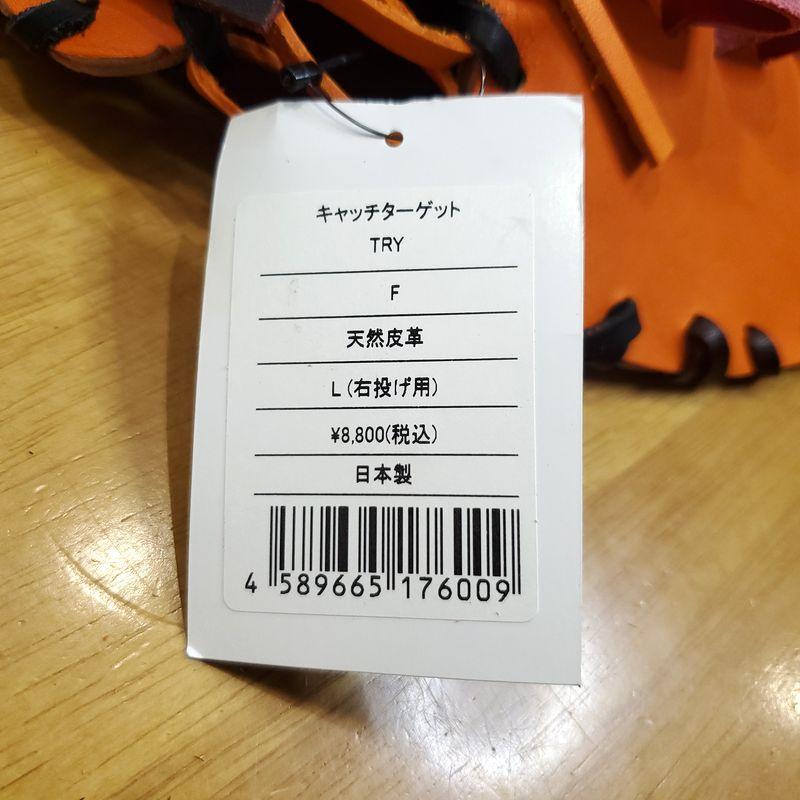 キャッチターゲット
TRY
F
天然皮革
L(右投げ用)
¥8,800(税込)
日本製
4 589665 176009